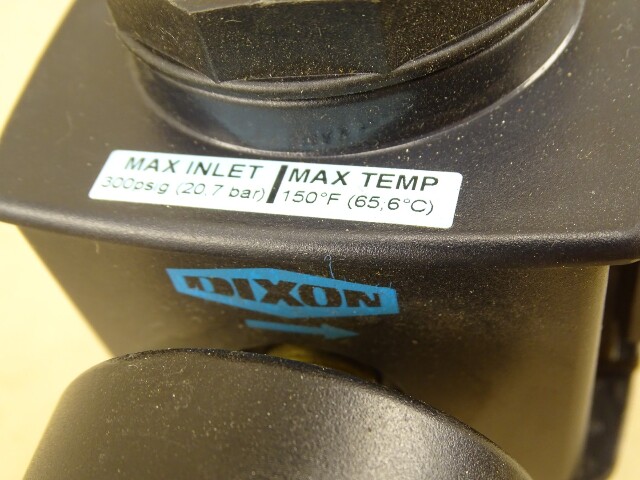 MAX INLET
300psig (20.7 bar)
MAX TEMP
150°F (65,6°C)
DIXON